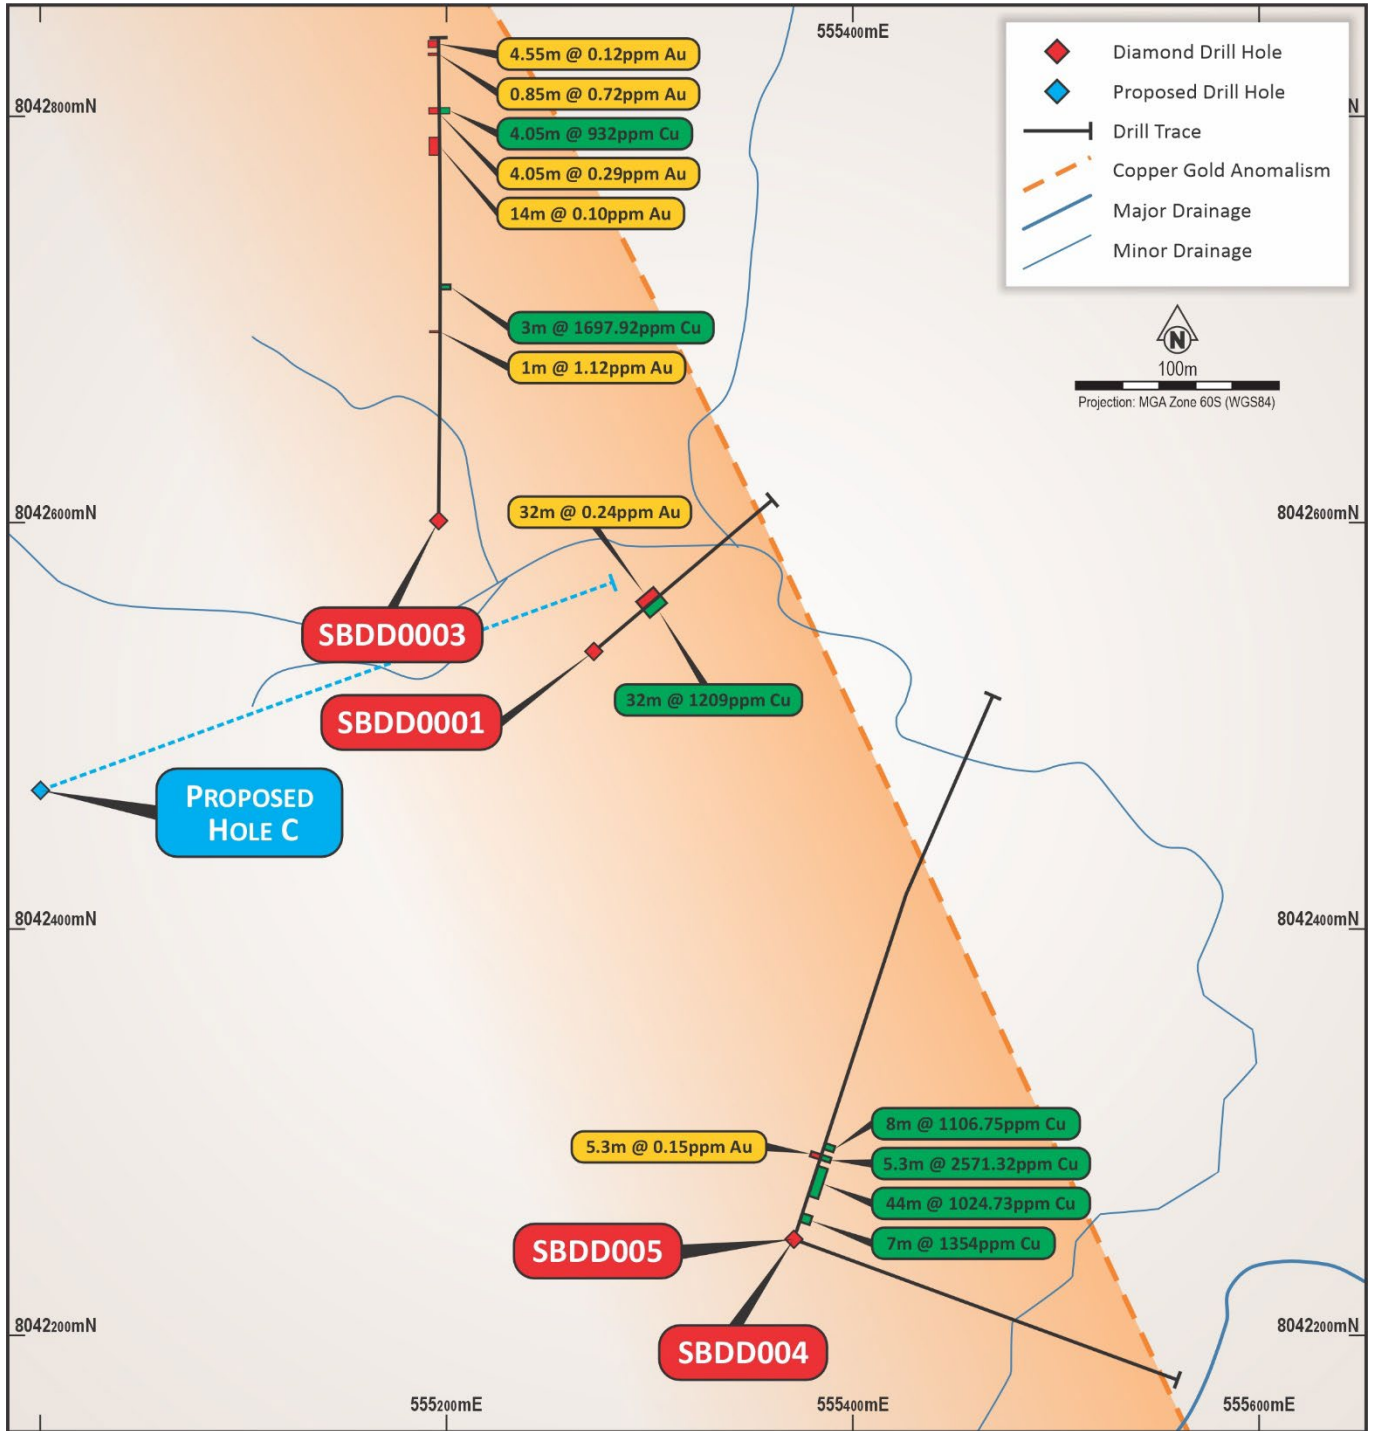 555400mE
Diamond Drill Hole
Proposed Drill Hole
Drill Trace
Copper Gold Anomalism
Major Drainage
Minor Drainage
N
N
100m
Projection: MGA Zone 60S (WGS84)
8042800mN
4.55m @ 0.12ppm Au
0.85m @ 0.72ppm Au
4.05m @ 932ppm Cu
4.05m @ 0.29ppm Au
14m @ 0.10ppm Au
3m @ 1697.92ppm Cu
1m @ 1.12ppm Au
8042600mN
32m @ 0.24ppm Au
8042600mN
SBDD0003
32m @ 1209ppm Cu
SBDD0001
PROPOSED
HOLE C
8042400mN
8042400mN
8m @ 1106.75ppm Cu
5.3m @ 0.15ppm Au
5.3m @ 2571.32ppm Cu
44m @ 1024.73ppm Cu
7m @ 1354ppm Cu
SBDD005
SBDD004
8042200mN
8042200mN
555200mE
555400mE
555600mE